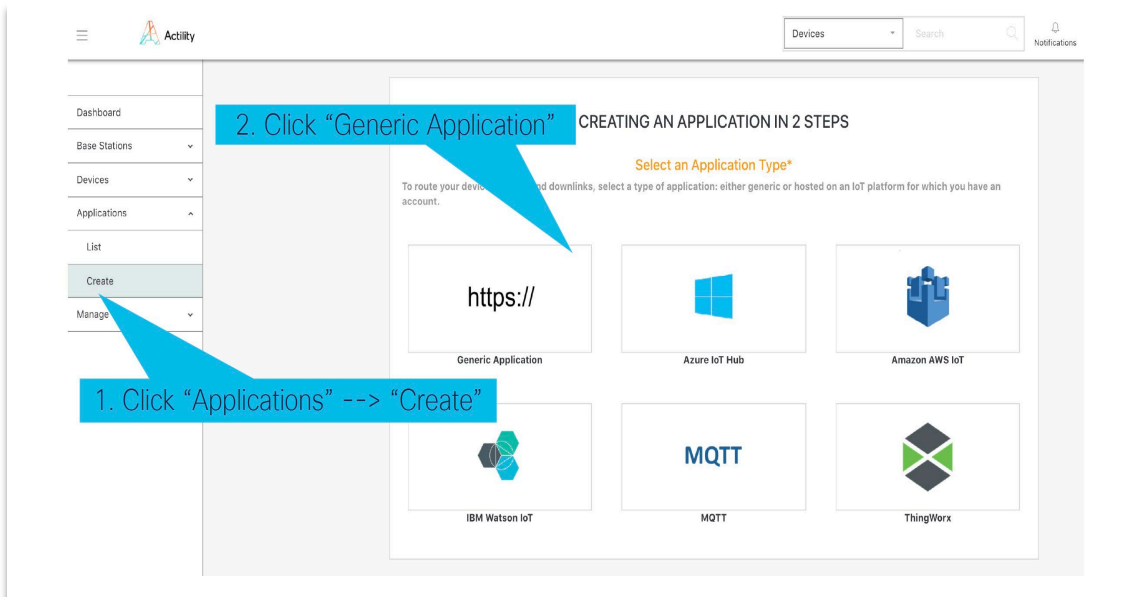 Actility
Devices
Search
Notifications
Dashboard
Base Stations
Devices
Applications
List
Create
Manage
2. Click “Generic Application”
CREATING AN APPLICATION IN 2 STEPS
Select an Application Type*
To route your devic nd downlinks, select a type of application: either generic or hosted on an IoT platform for which you have an
account.
https://
Generic Application
Azure IoT Hub
Amazon AWS IoT
1. Click “Applications” --> “Create”
MQTT
IBM Watson IoT
MQTT
ThingWorx